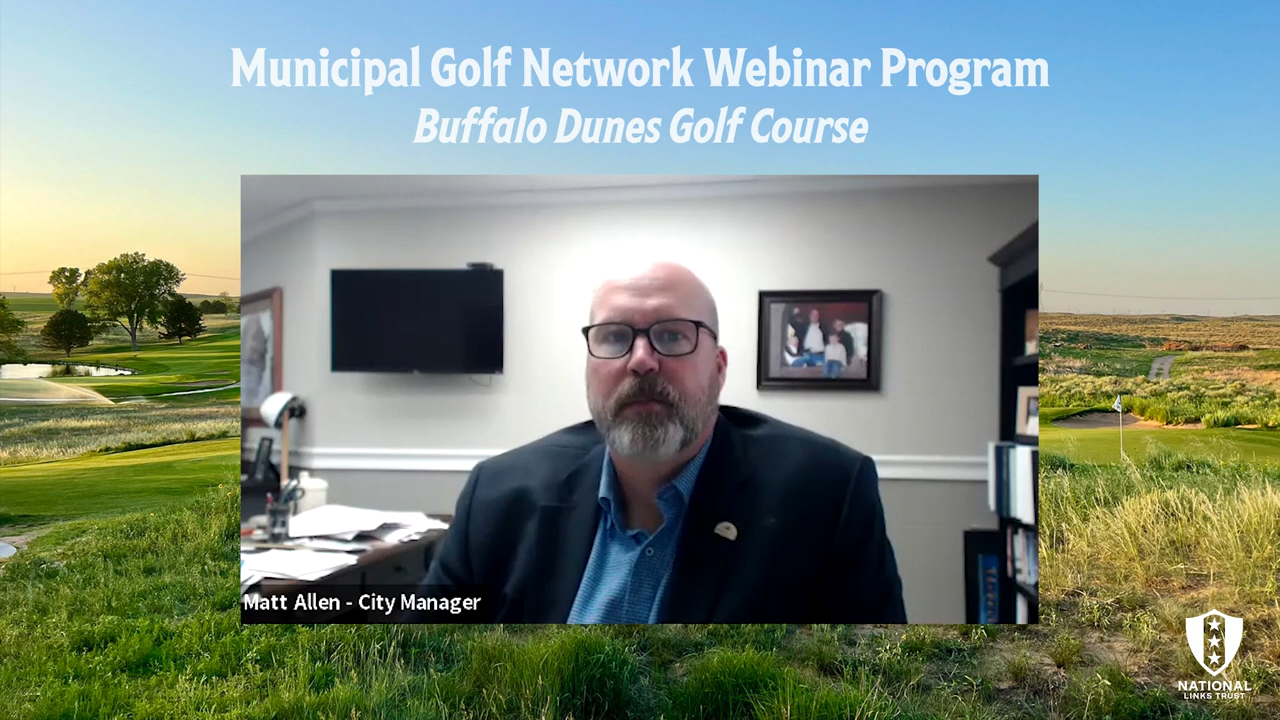 Municipal Golf Network Webinar Program
Buffalo Dunes Golf Course
Matt Allen - City Manager
NATIONAL
LINKS TRUST